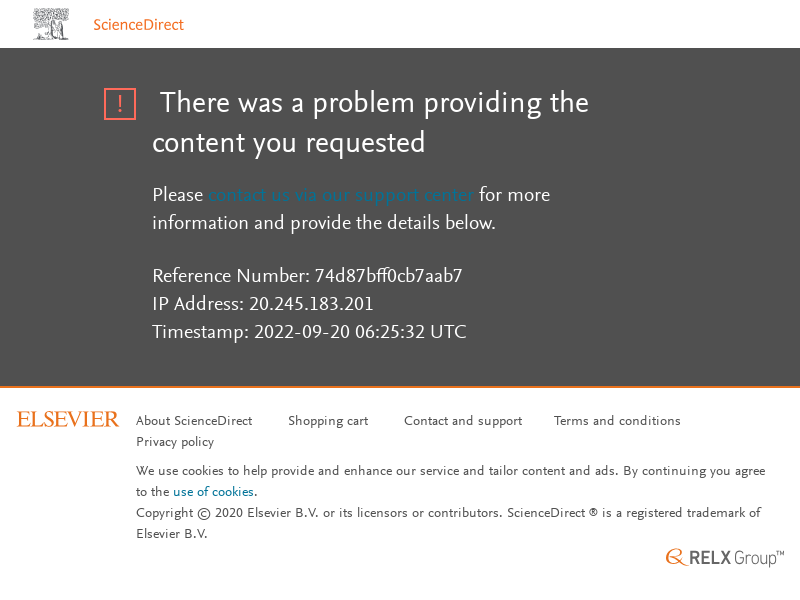 ScienceDirect
!
There was a problem providing the
content you requested
Please contact us via our support center for more
information and provide the details below.
Reference Number: 74d87bff0cb7aab7
IP Address: 20.245.183.201
Timestamp: 2022-09-20 06:25:32 UTC
ELSEVIER
About ScienceDirect Shopping cart Contact and support Terms and conditions
Privacy policy
We use cookies to help provide and enhance our service and tailor content and ads. By continuing you agree
to the use of cookies.
Copyright © 2020 Elsevier B.V. or its licensors or contributors. ScienceDirect ® is a registered trademark of
Elsevier B.V.
RELX Group™